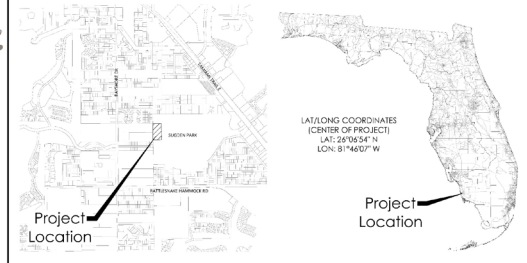 TAMIAMI TRAIL E
BAYSHORE DR
SUGDEN PARK
RATTLESNAKE HAMMOCK RD
Project
Location
LAT/LONG COORDINATES
(CENTER OF PROJECT)
LAT: 26°06'54" N
LON: 81°46'07" W
Project
Location